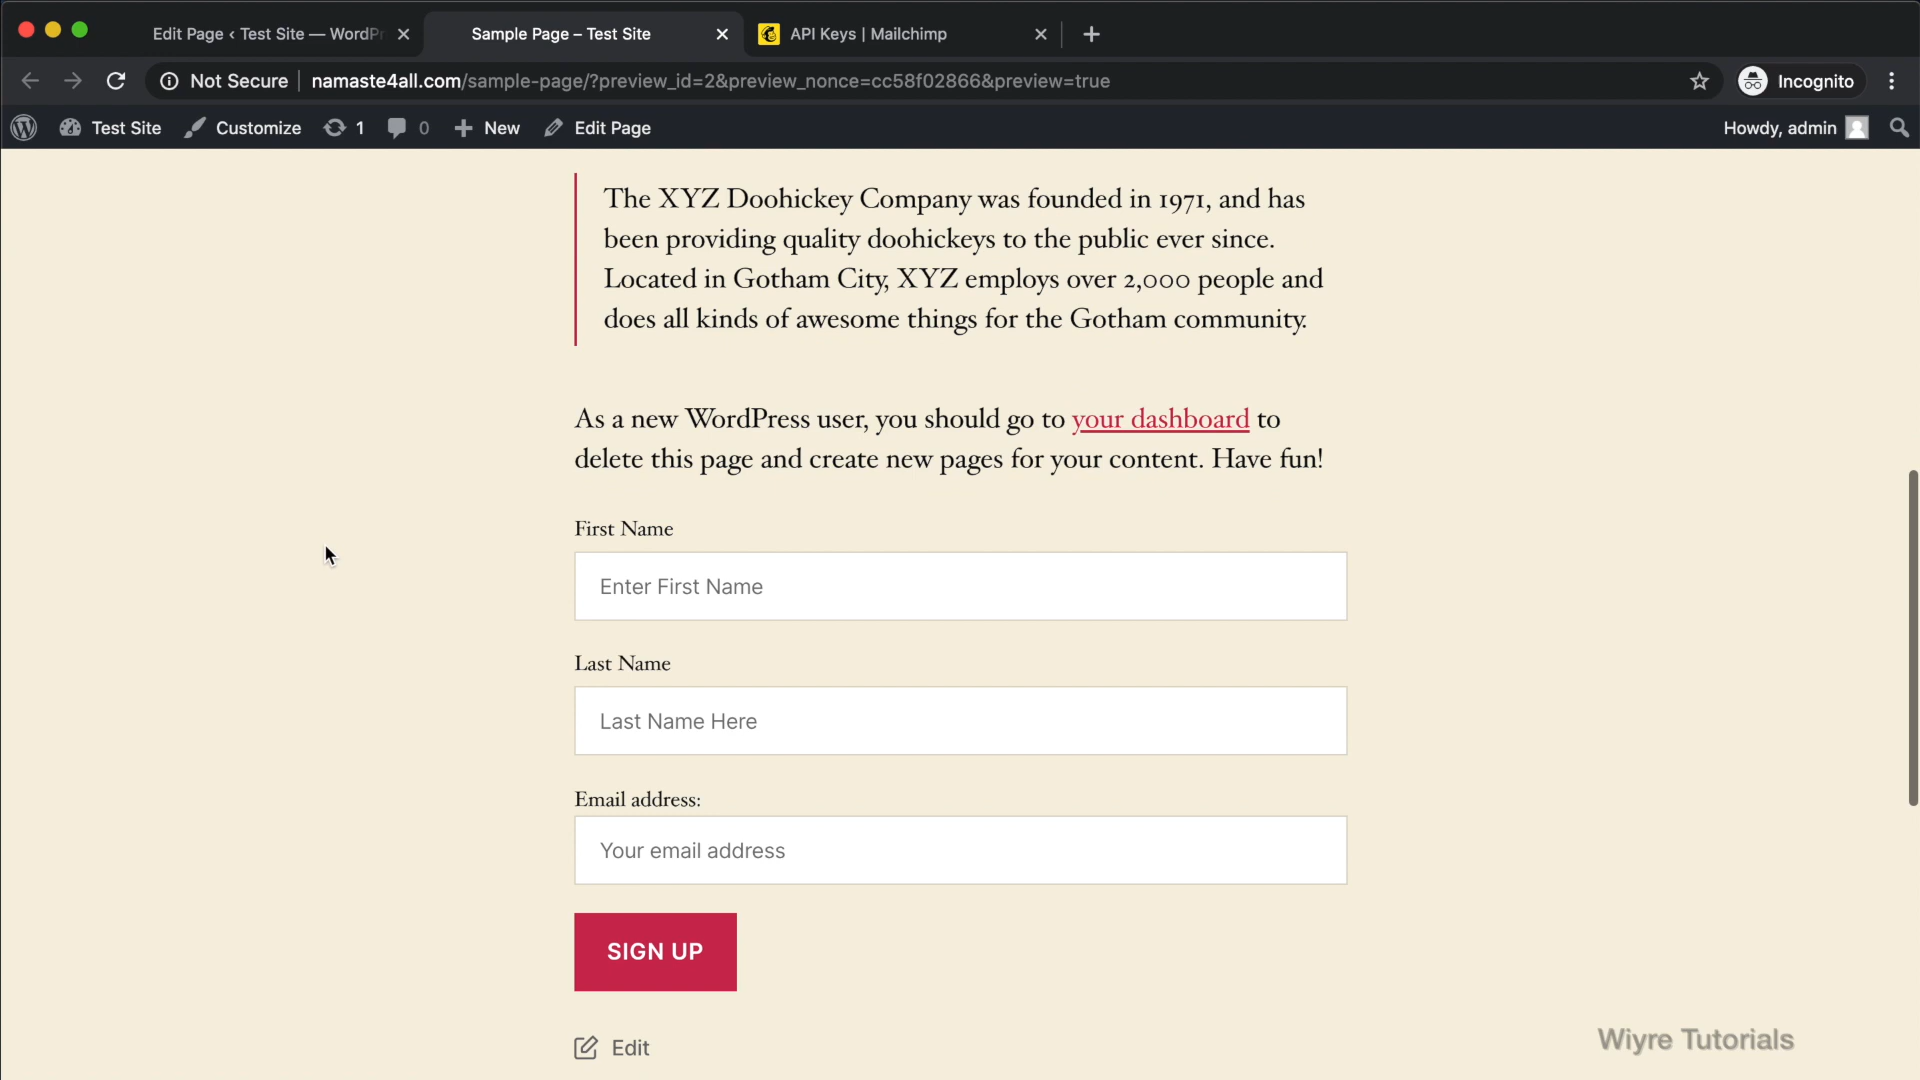 Edit Page ‹ Test Site — WordPr
Sample Page – Test Site
API Keys | Mailchimp
Not Secure
namaste4all.com/sample-page/?preview_id=2&preview_nonce=cc58f02866&preview=true
Incognito
Test Site
Customize
1
0
New
Edit Page
Howdy, admin
The XYZ Doohickey Company was founded in 1971, and has
been providing quality doohickeys to the public ever since.
Located in Gotham City, XYZ employs over 2,000 people and
does all kinds of awesome things for the Gotham community.
As a new WordPress user, you should go to your dashboard to
delete this page and create new pages for your content. Have fun!
First Name
Enter First Name
Last Name
Last Name Here
Email address:
Your email address
SIGN UP
Edit
Wiyre Tutorials